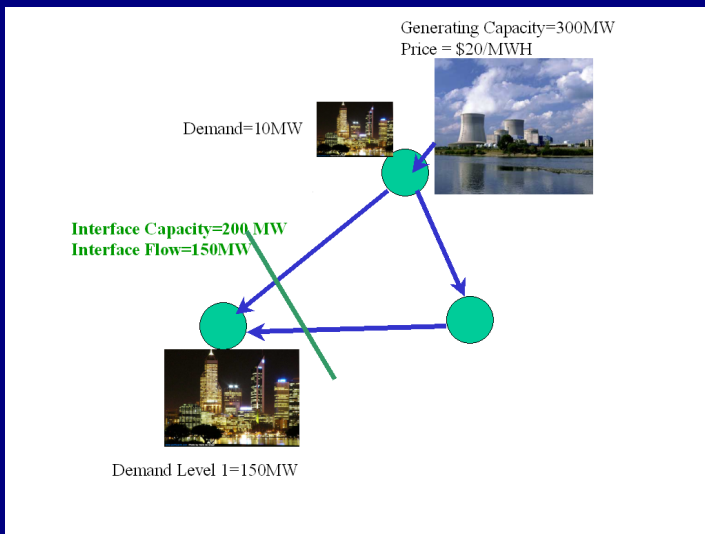 Generating Capacity=300MW
Price = $20/MWH
Demand=10MW
Interface Capacity=200 MW
Interface Flow=150MW
Demand Level 1=150MW